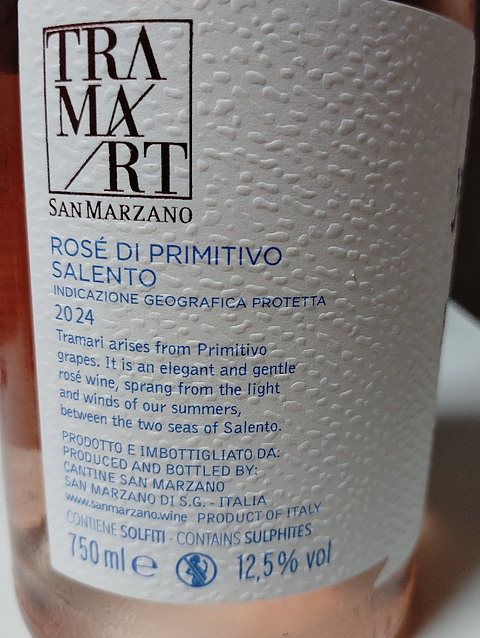 TRA
MA
RT
SAN MARZANO
ROSÉ DI PRIMITIVO
SALENTO
INDICAZIONE GEOGRAFICA PROTETTA
2024
Tramari arises from Primitivo
grapes. It is an elegant and gentle
rosé wine, sprang from the light
and winds of our summers,
between the two seas of Salento.
PRODOTTO E IMBOTTIGLIATO DA:
PRODUCED AND BOTTLED BY:
CANTINE SAN MARZANO
SAN MARZANO DI S.G. - ITALIA
www.sanmarzano.wine PRODUCT OF ITALY
CONTIENE SOLFITI - CONTAINS SULPHITES
750 ml e 12,5% vol